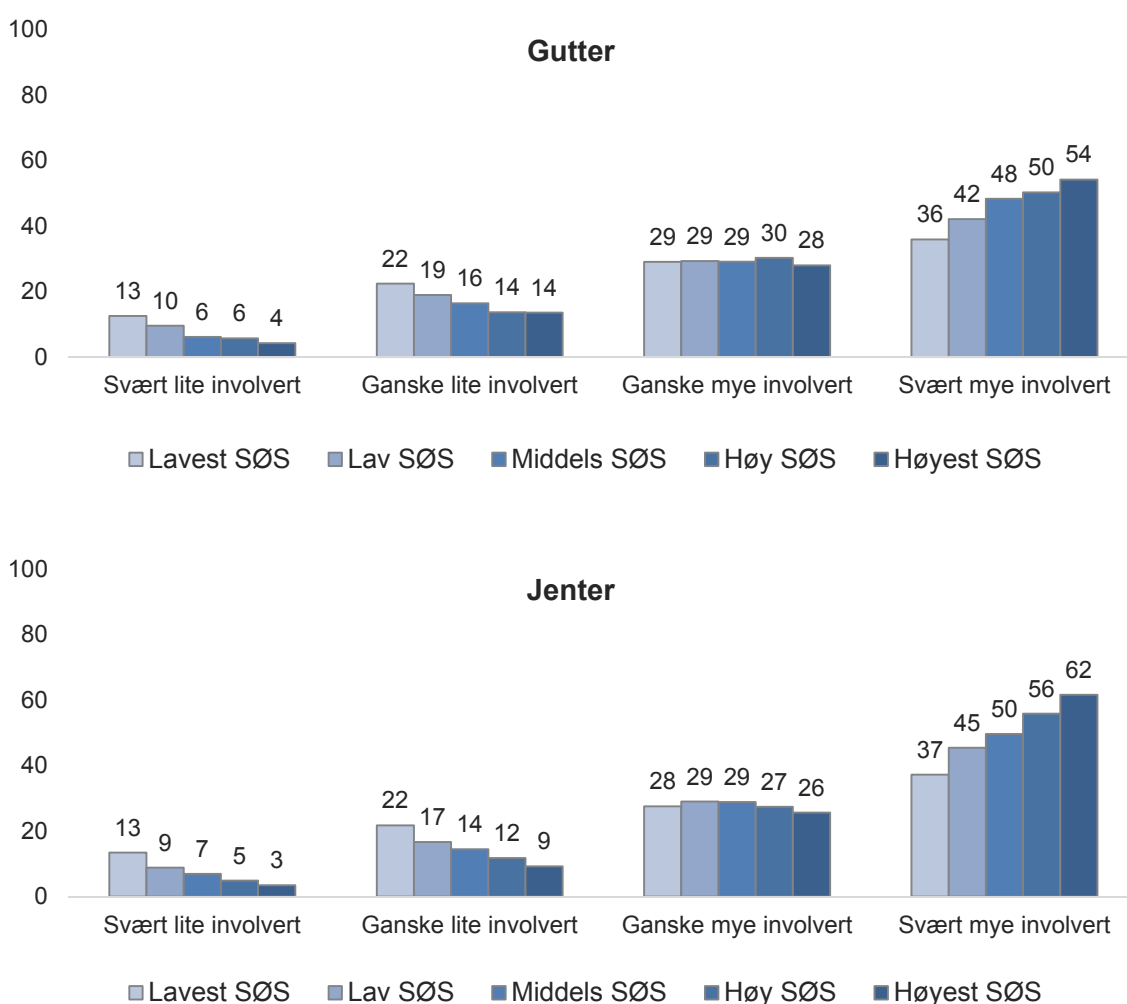 Gutter
100
80
60
40
20
0
13 10 6 6 4
22 19 16 14 14
29 29 29 30 28
36 42 48 50 54
Svært lite involvert Ganske lite involvert Ganske mye involvert Svært mye involvert
Lavest SØS Lav SØS Middels SØS Høy SØS Høyest SØS
Jenter
100
80
60
40
20
0
13 9 7 5 3
22 17 14 12 9
28 29 29 27 26
37 45 50 56 62
Svært lite involvert Ganske lite involvert Ganske mye involvert Svært mye involvert
Lavest SØS Lav SØS Middels SØS Høy SØS Høyest SØS